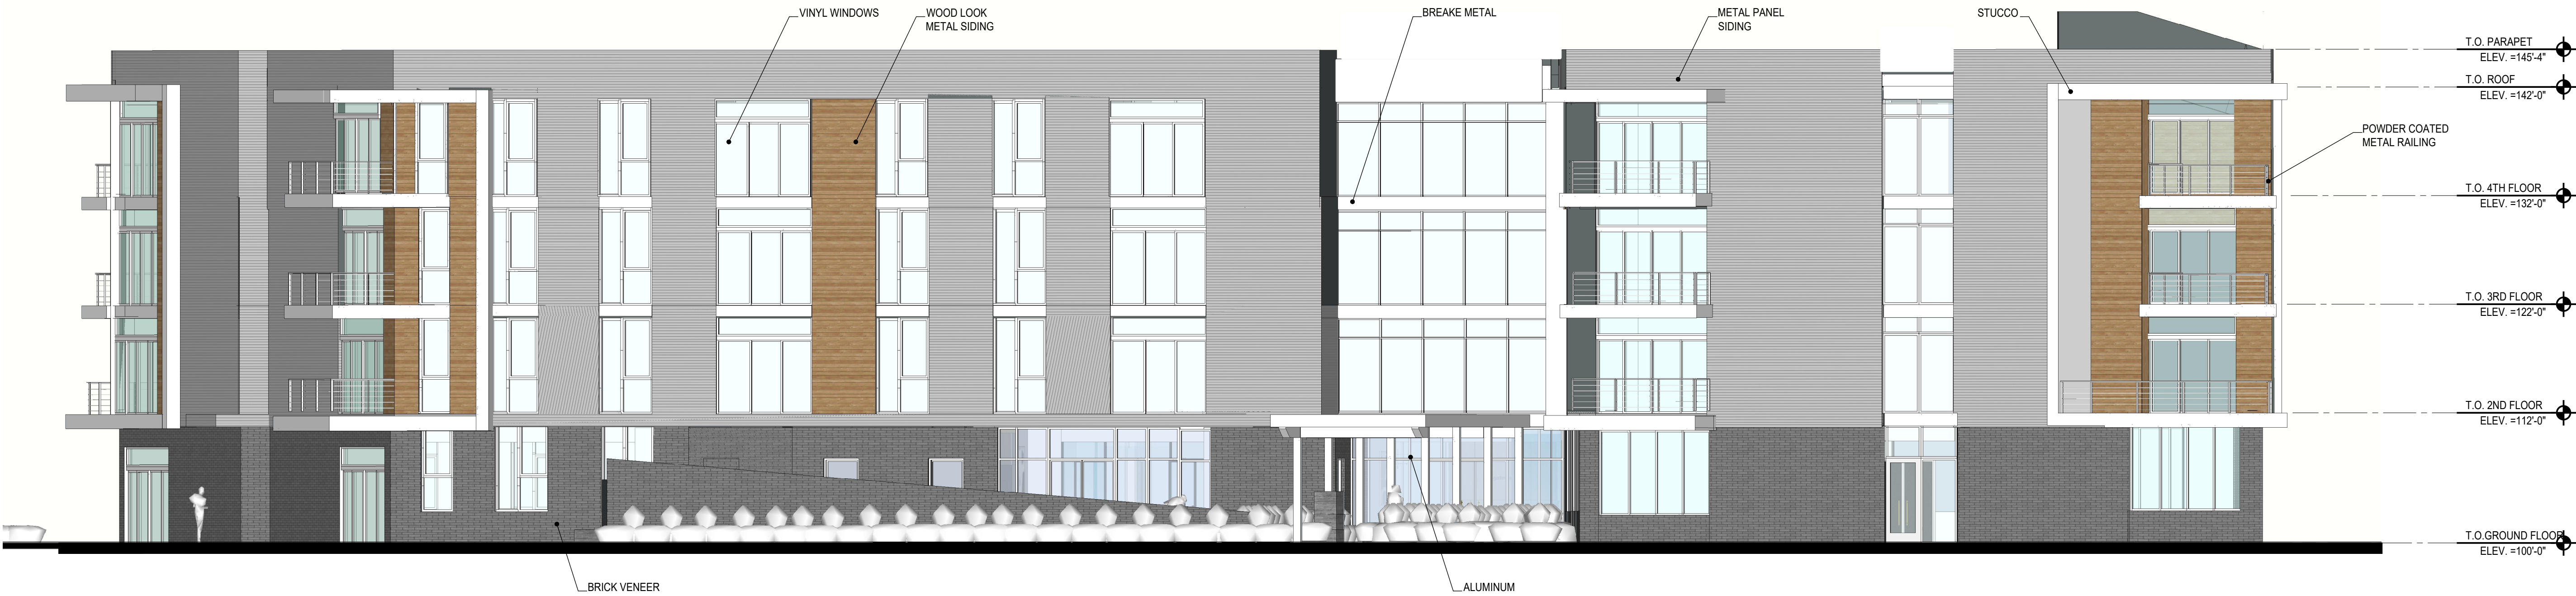 VINYL WINDOWS
WOOD LOOK
METAL SIDING
BREAKE METAL
METAL PANEL
SIDING
STUCCO
T.O. PARAPET
ELEV. =145'-4"
T.O. ROOF
ELEV. =142'-0"
POWDER COATED
METAL RAILING
T.O. 4TH FLOOR
ELEV. =132'-0"
T.O. 3RD FLOOR
ELEV. =122'-0"
T.O. 2ND FLOOR
ELEV. =112'-0"
T.O.GROUND FLOOR
ELEV. =100'-0"
BRICK VENEER
ALUMINUM